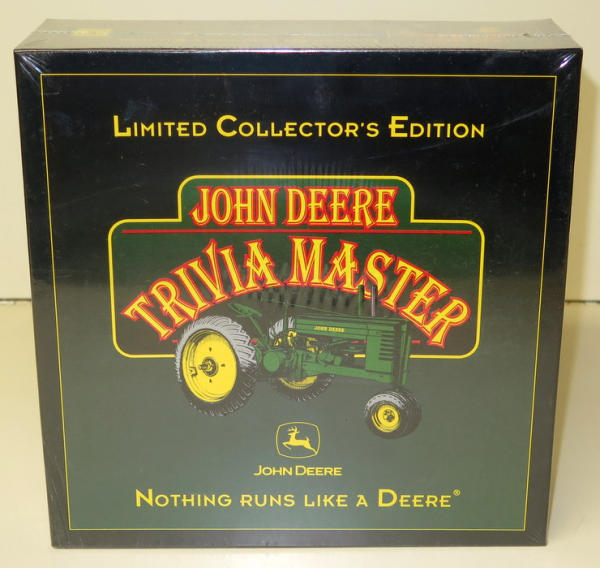 LIMITED COLLECTOR'S EDITION
JOHN DEERE
TRIVIA MASTER
JOHN DEERE
JOHN DEERE
NOTHING RUNS LIKE A DEERE®